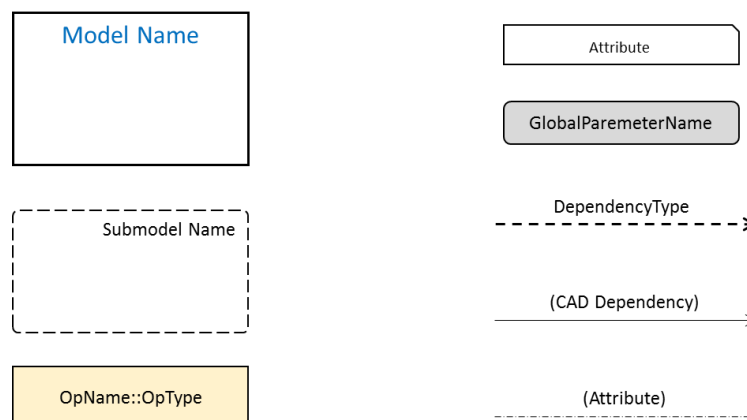 Model Name
Attribute
GlobalParemeterName
DependencyType
Submodel Name
(CAD Dependency)
OpName::OpType
(Attribute)